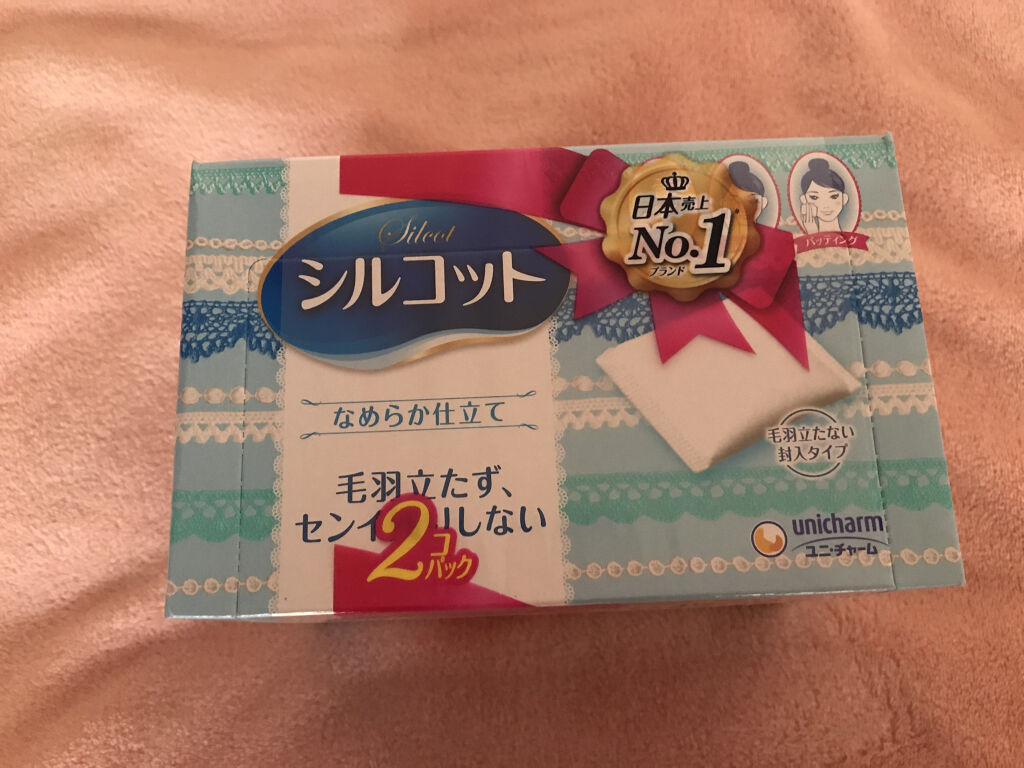 Silcot
シルコット
日本売上
No.1
ブランド
パッティング
なめらか仕立て
毛羽立たず、
センイ
しない
2コ
パック
毛羽立たない
封入タイプ
unicharm
ユニ・チャーム